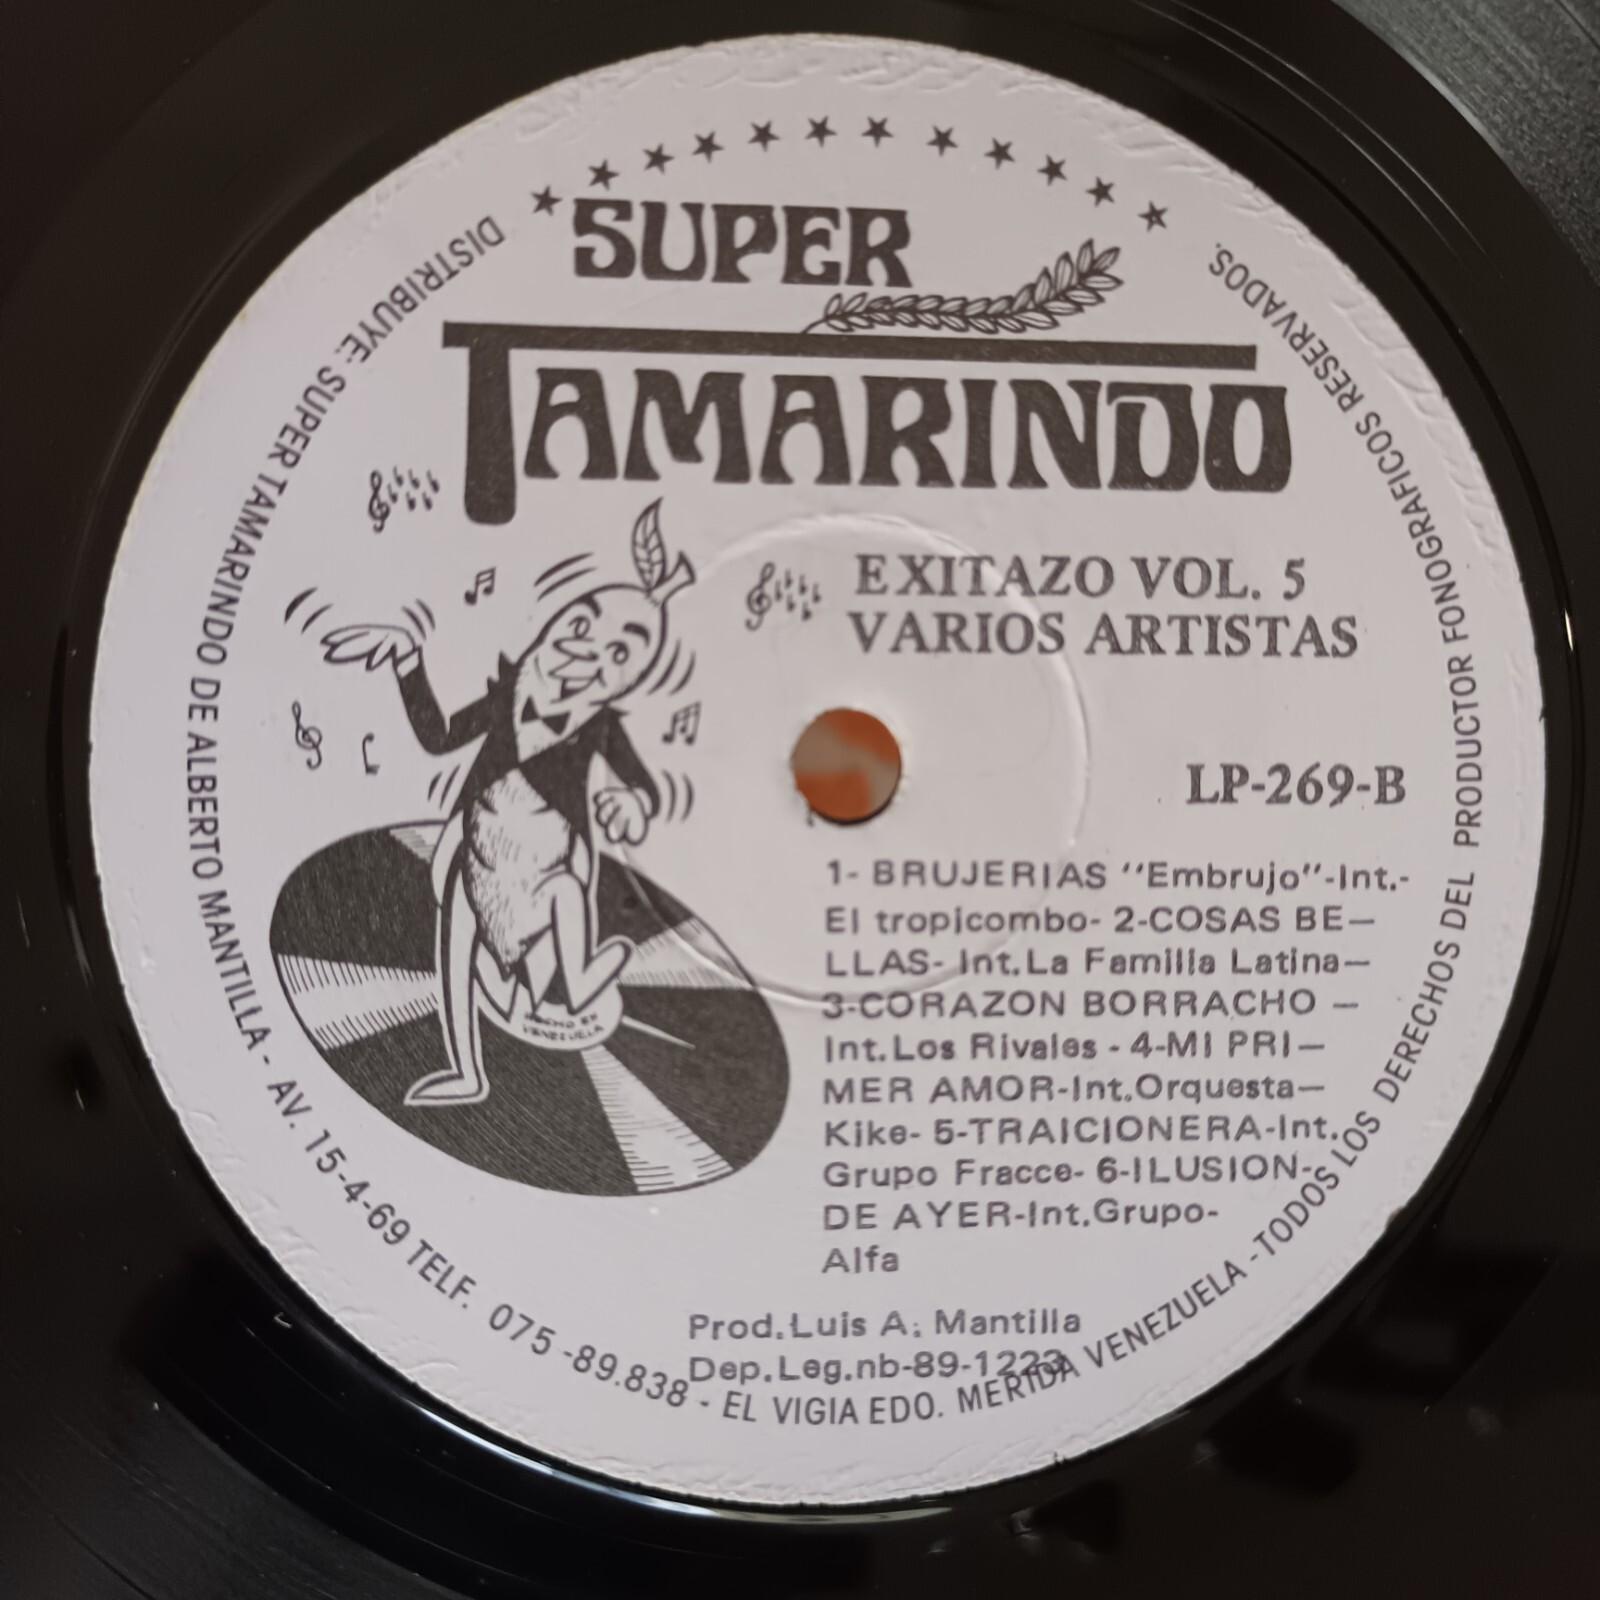 SUPER
TAMARINDO
EXITAZO VOL. 5
VARIOS ARTISTAS
LP-269-B
1- BRUJERIAS "Embrujo"-Int.-
El tropicombo- 2-COSAS BE—
LLAS- Int.La Familia Latina—
3-CORAZON BORRACHO —
Int.Los Rivales - 4-MI PRI—
MER AMOR-Int.Orquesta—
Kike- 5-TRAICIONERA-Int.
Grupo Fracce- 6-ILUSION-
DE AYER-Int.Grupo-
Alfa
Prod.Luis A. Mantilla
Dep.Leg.nb-89-1223
HECHO EN
VENEZUELA
DISTRIBUYE: SUPER TAMARINDO DE ALBERTO MANTILLA - AV. 15-4-69 TELF. 075 -89.838 - EL VIGIA EDO. MERIDA VENEZUELA - TODOS LOS DERECHOS DEL PRODUCTOR FONOGRAFICOS RESERVADOS.